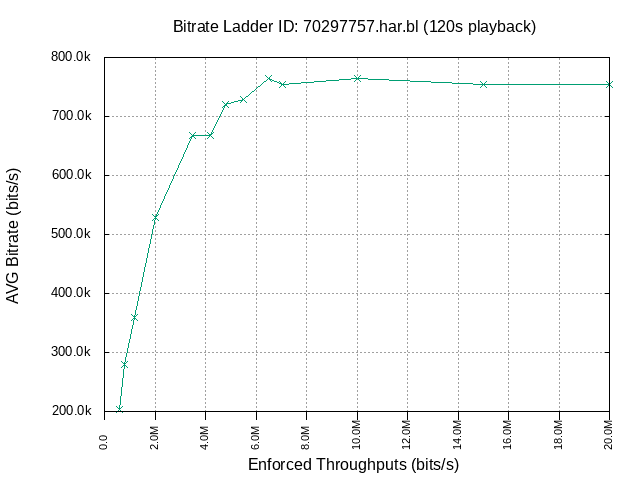 Bitrate Ladder ID: 70297757.har.bl (120s playback)
800.0k
700.0k
600.0k
500.0k
400.0k
300.0k
200.0k
AVG Bitrate (bits/s)
0.0
2.0M
4.0M
6.0M
8.0M
10.0M
12.0M
14.0M
16.0M
18.0M
20.0M
Enforced Throughputs (bits/s)